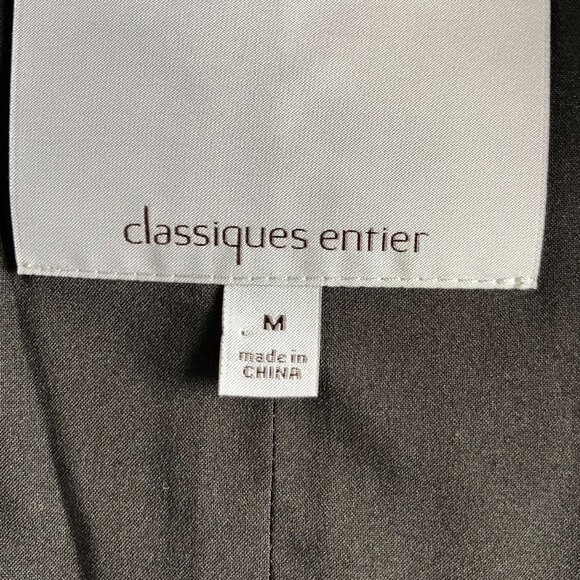 classiques entier
M
made in
CHINA